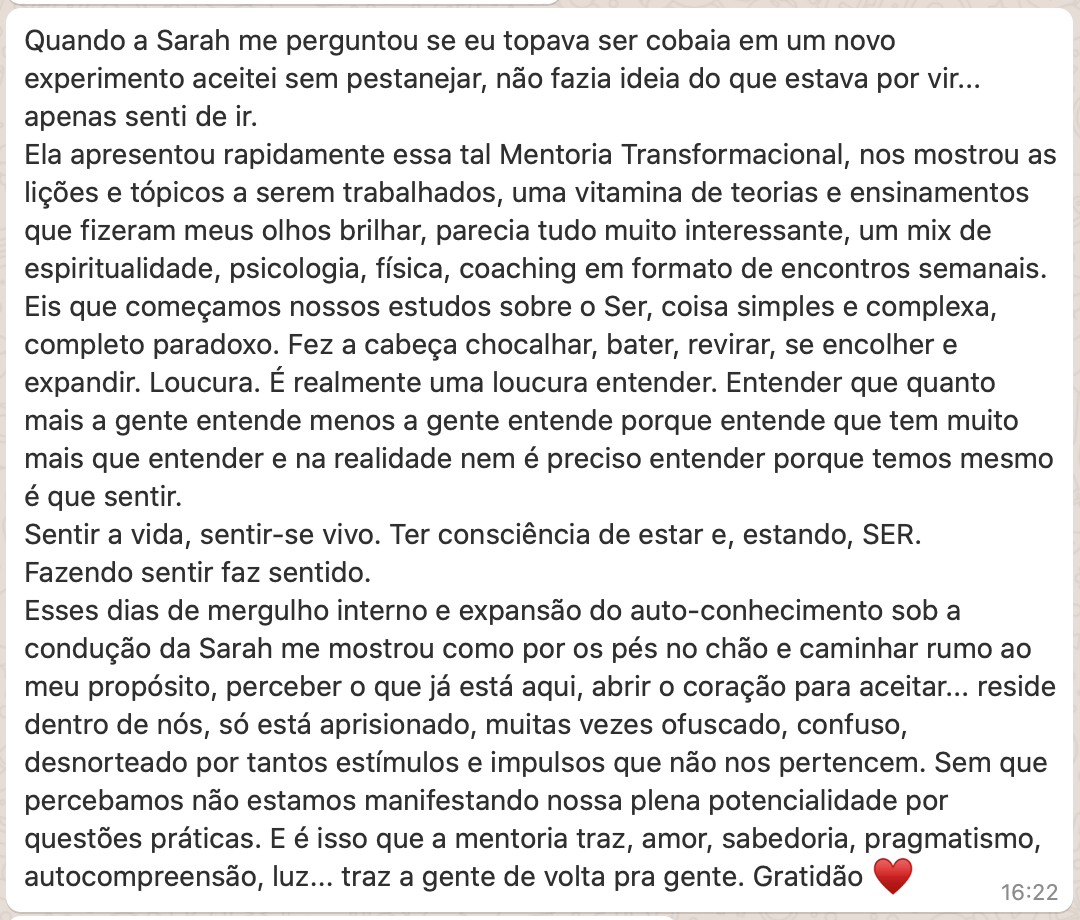 Quando a Sarah me perguntou se eu topava ser cobaia em um novo
experimento aceitei sem pestanejar, não fazia ideia do que estava por vir...
apenas senti de ir.
Ela apresentou rapidamente essa tal Mentoria Transformacional, nos mostrou as
lições e tópicos a serem trabalhados, uma vitamina de teorias e ensinamentos
que fizeram meus olhos brilhar, parecia tudo muito interessante, um mix de
espiritualidade, psicologia, física, coaching em formato de encontros semanais.
Eis que começamos nossos estudos sobre o Ser, coisa simples e complexa,
completo paradoxo. Fez a cabeça chocalhar, bater, revirar, se encolher e
expandir. Loucura. É realmente uma loucura entender. Entender que quanto
mais a gente entende menos a gente entende porque entende que tem muito
mais que entender e na realidade nem é preciso entender porque temos mesmo
é que sentir.
Sentir a vida, sentir-se vivo. Ter consciência de estar e, estando, SER.
Fazendo sentir faz sentido.
Esses dias de mergulho interno e expansão do auto-conhecimento sob a
condução da Sarah me mostrou como por os pés no chão e caminhar rumo ao
meu propósito, perceber o que já está aqui, abrir o coração para aceitar... reside
dentro de nós, só está aprisionado, muitas vezes ofuscado, confuso,
desnorteado por tantos estímulos e impulsos que não nos pertencem. Sem que
percebamos não estamos manifestando nossa plena potencialidade por
questões práticas. E é isso que a mentoria traz, amor, sabedoria, pragmatismo,
autocompreensão, luz... traz a gente de volta pra gente. Gratidão ♥️
16:22